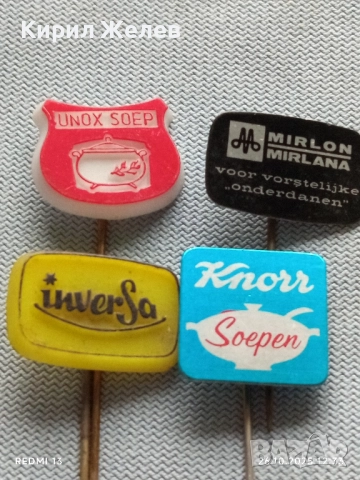 Кирил Желев
UNOX SOEP
MIRLON
MIRLANA
voor vorstelijke
„onderdanen”
inverSa
Knorr
Soepen
REDMI 13